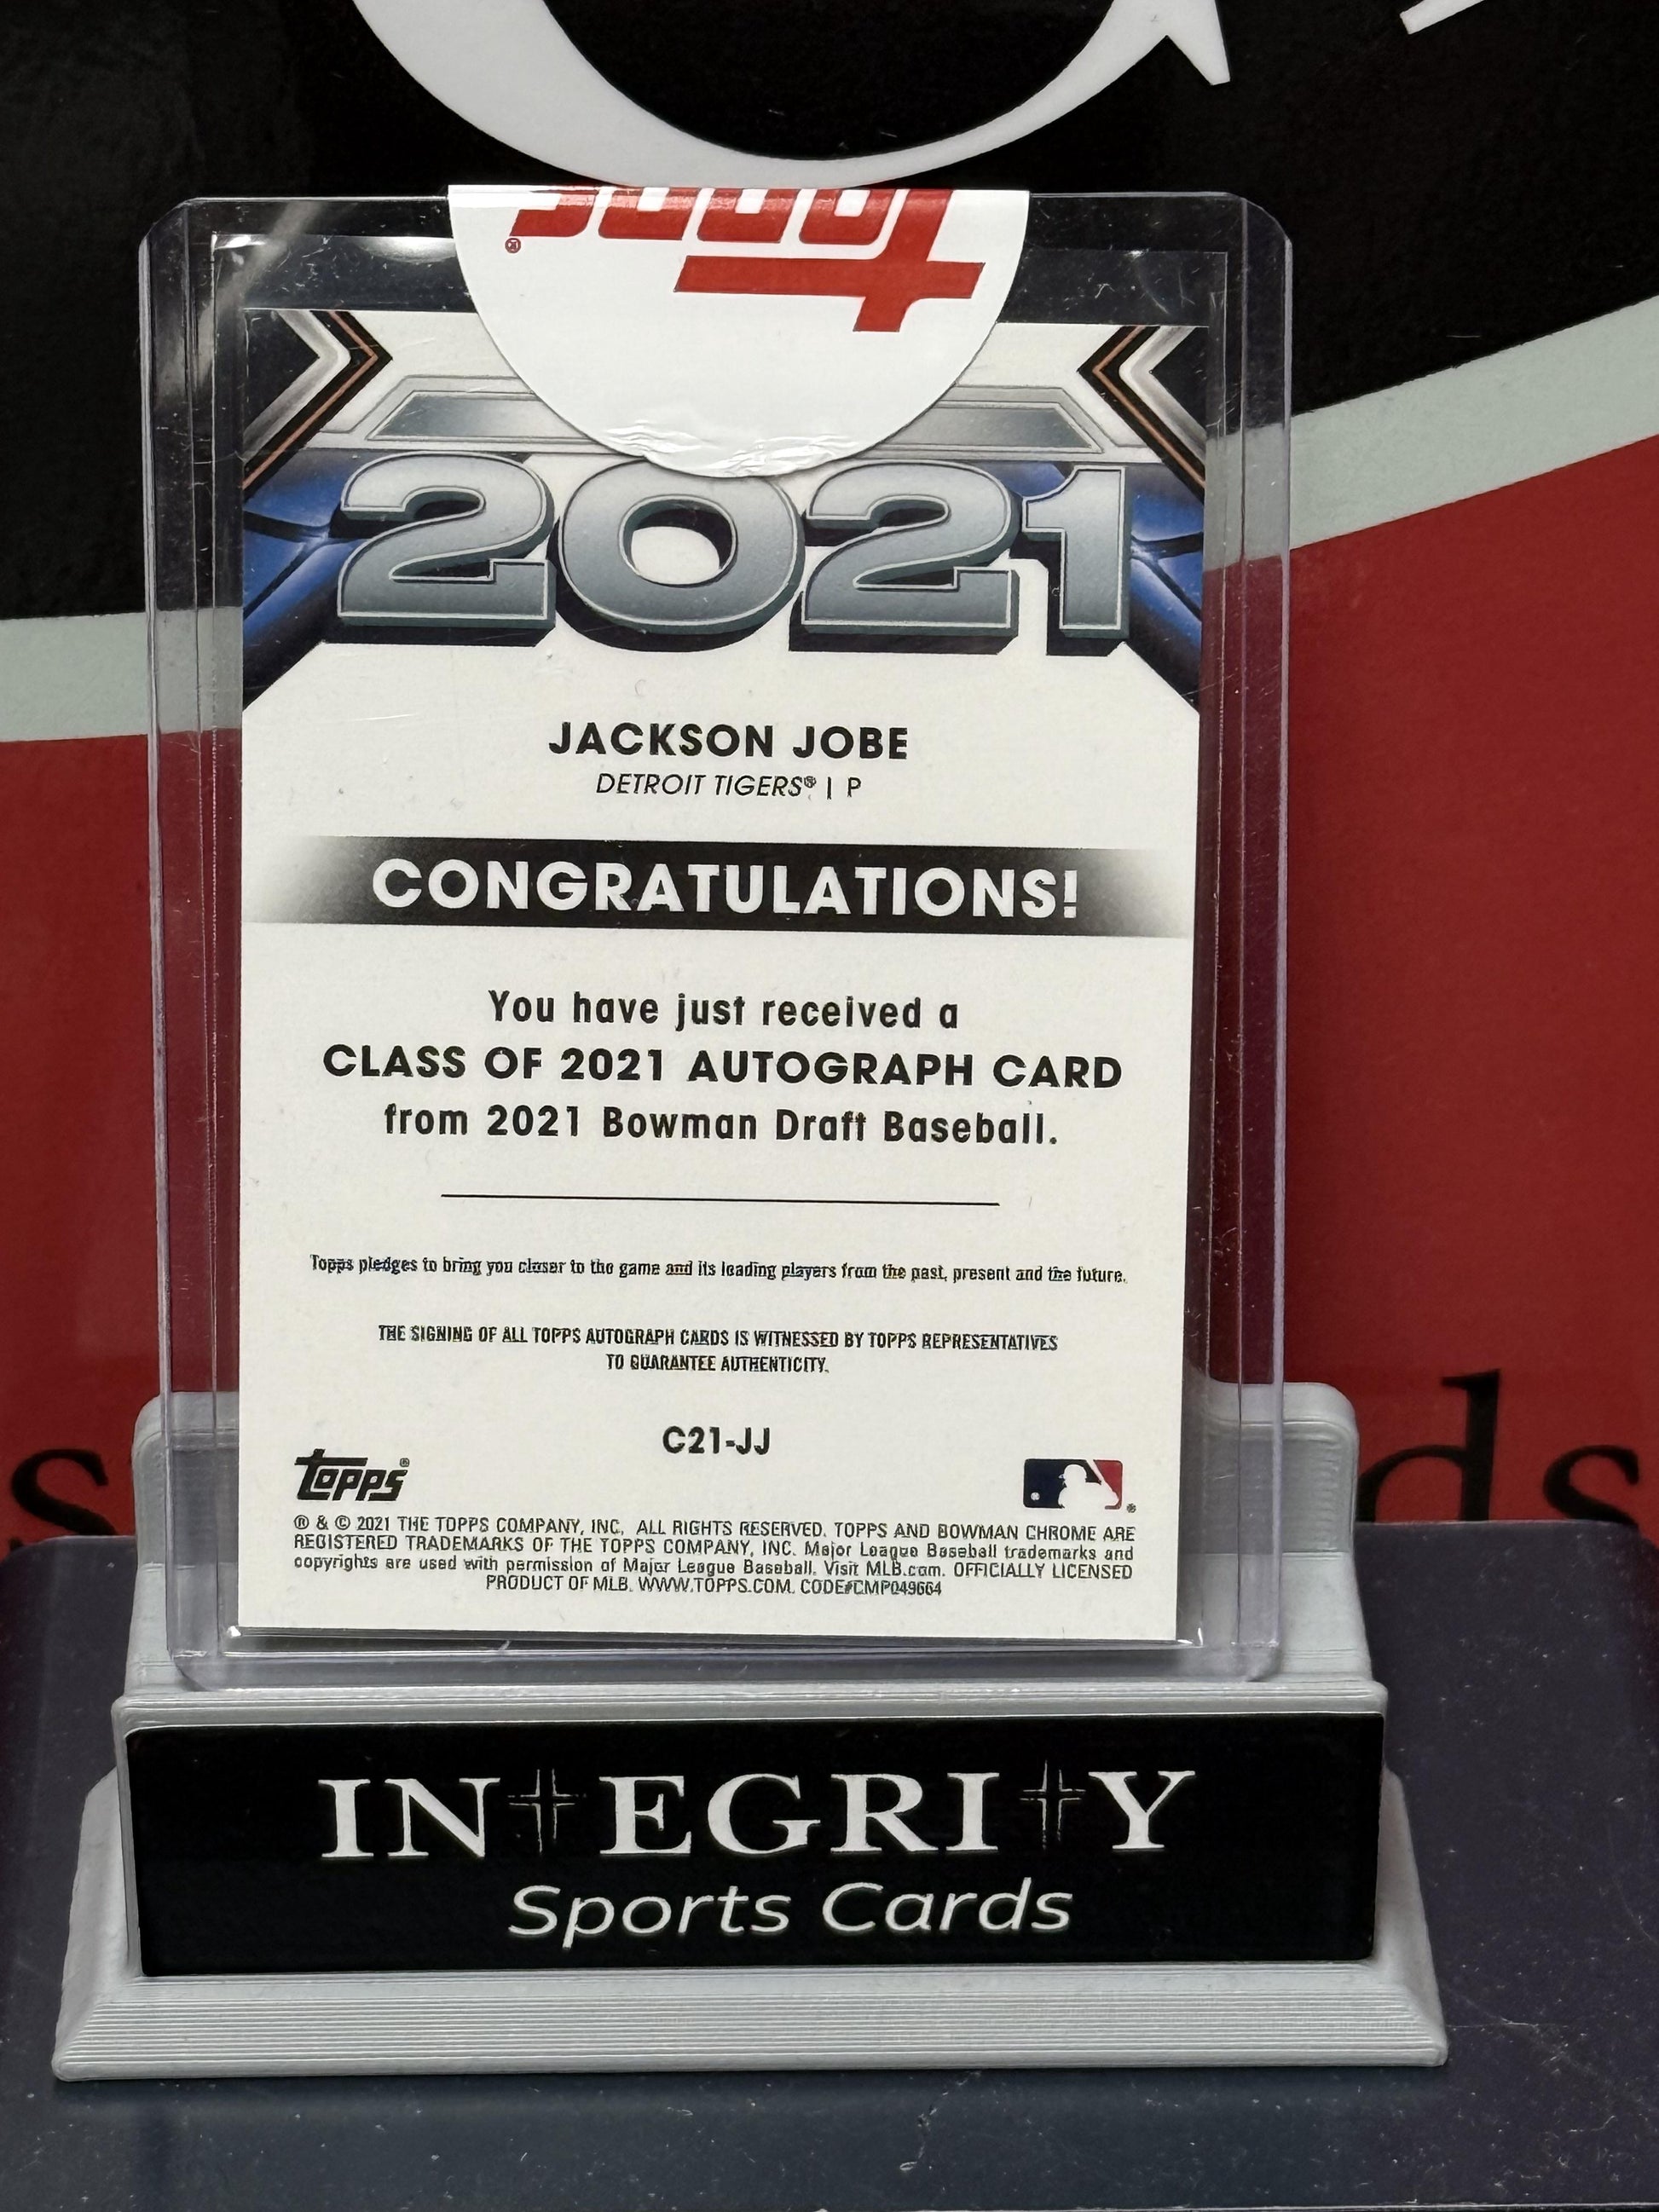 Topps®
2021
JACKSON JOBE
DETROIT TIGERS® | P
CONGRATULATIONS!
You have just received a
CLASS OF 2021 AUTOGRAPH CARD
from 2021 Bowman Draft Baseball.
Topps pledges to bring you closer to the game and its leading players from the past, present and the future.
THE SIGNING OF ALL TOPPS AUTOGRAPH CARDS IS WITNESSED BY TOPPS REPRESENTATIVES
TO GUARANTEE AUTHENTICITY.
C21-JJ
Topps®
® & © 2021 THE TOPPS COMPANY, INC. ALL RIGHTS RESERVED. TOPPS AND BOWMAN CHROME ARE
REGISTERED TRADEMARKS OF THE TOPPS COMPANY, INC. Major League Baseball trademarks and
copyrights are used with permission of Major League Baseball. Visit MLB.com. OFFICIALLY LICENSED
PRODUCT OF MLB. WWW.TOPPS.COM. CODE#CMP049664
s ds
INTEGRITY
Sports Cards